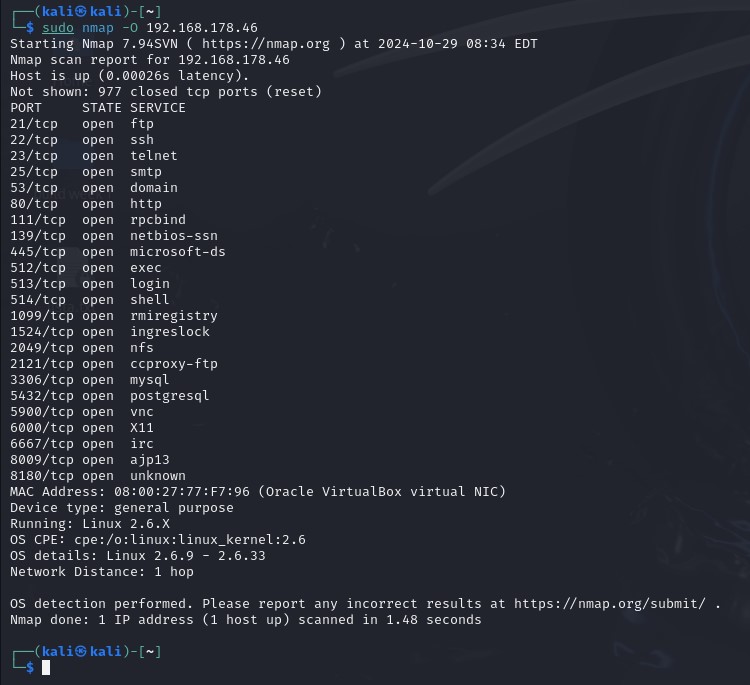 ┌──(kali㉿kali)-[~]
└─$ sudo nmap -O 192.168.178.46
Starting Nmap 7.94SVN ( https://nmap.org ) at 2024-10-29 08:34 EDT
Nmap scan report for 192.168.178.46
Host is up (0.00026s latency).
Not shown: 977 closed tcp ports (reset)
PORT     STATE SERVICE
21/tcp   open  ftp
22/tcp   open  ssh
23/tcp   open  telnet
25/tcp   open  smtp
53/tcp   open  domain
80/tcp   open  http
111/tcp  open  rpcbind
139/tcp  open  netbios-ssn
445/tcp  open  microsoft-ds
512/tcp  open  exec
513/tcp  open  login
514/tcp  open  shell
1099/tcp open  rmiregistry
1524/tcp open  ingreslock
2049/tcp open  nfs
2121/tcp open  ccproxy-ftp
3306/tcp open  mysql
5432/tcp open  postgresql
5900/tcp open  vnc
6000/tcp open  X11
6667/tcp open  irc
8009/tcp open  ajp13
8180/tcp open  unknown
MAC Address: 08:00:27:77:F7:96 (Oracle VirtualBox virtual NIC)
Device type: general purpose
Running: Linux 2.6.X
OS CPE: cpe:/o:linux:linux_kernel:2.6
OS details: Linux 2.6.9 - 2.6.33
Network Distance: 1 hop

OS detection performed. Please report any incorrect results at https://nmap.org/submit/ .
Nmap done: 1 IP address (1 host up) scanned in 1.48 seconds

┌──(kali㉿kali)-[~]
└─$